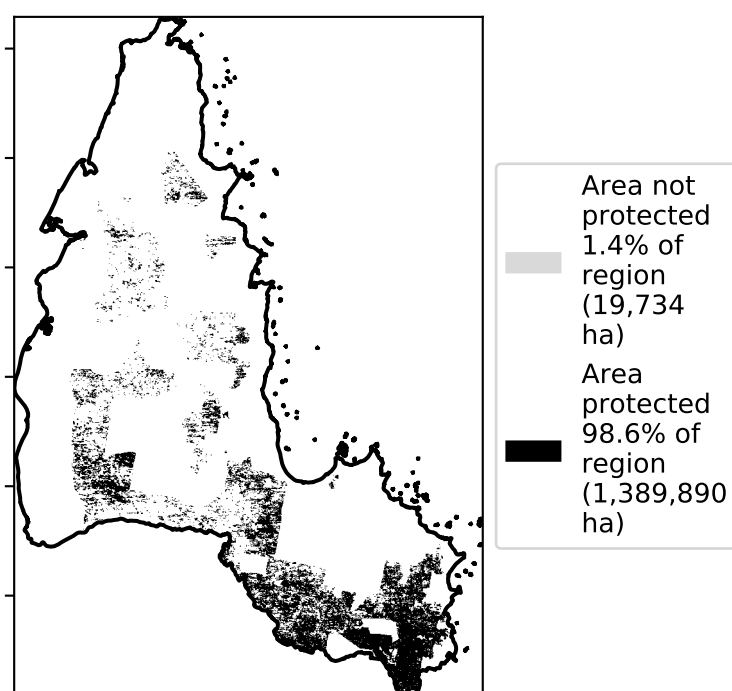 Area not
protected
1.4% of
region
(19,734
ha)
Area
protected
98.6% of
region
(1,389,890
ha)